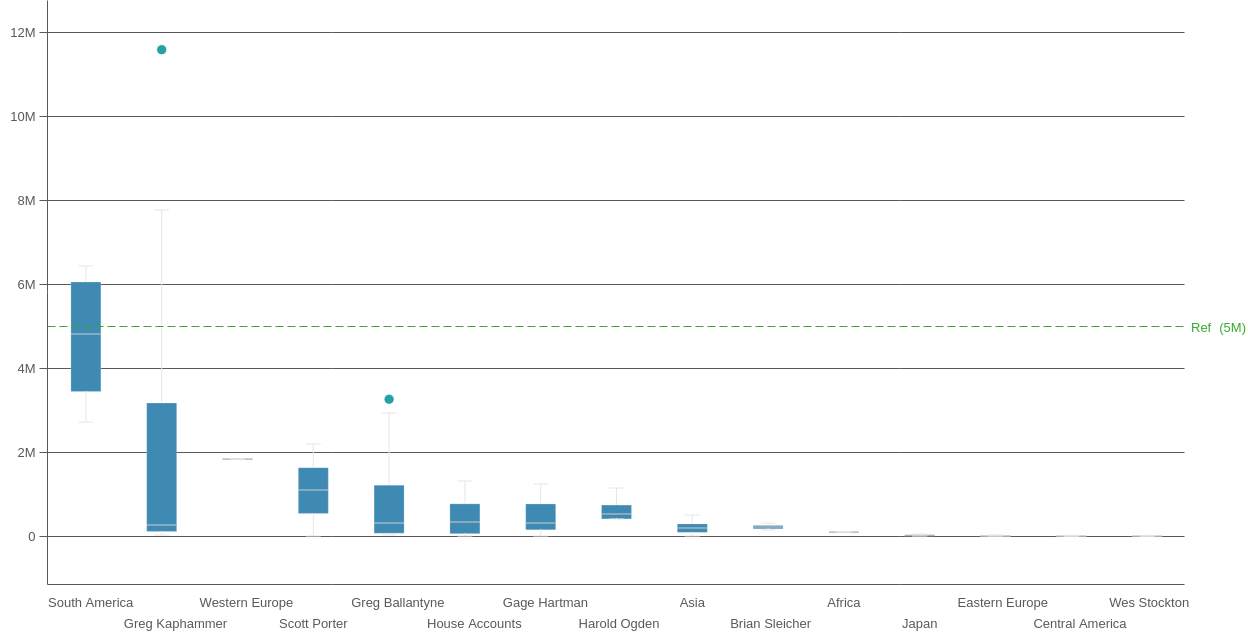 12M
10M
8M
6M
Ref (5M)
4M
2M
0
South America
Western Europe
Greg Ballantyne
Gage Hartman
Asia
Africa
Eastern Europe
Wes Stockton
Greg Kaphammer
Scott Porter
House Accounts
Harold Ogden
Brian Sleicher
Japan
Central America